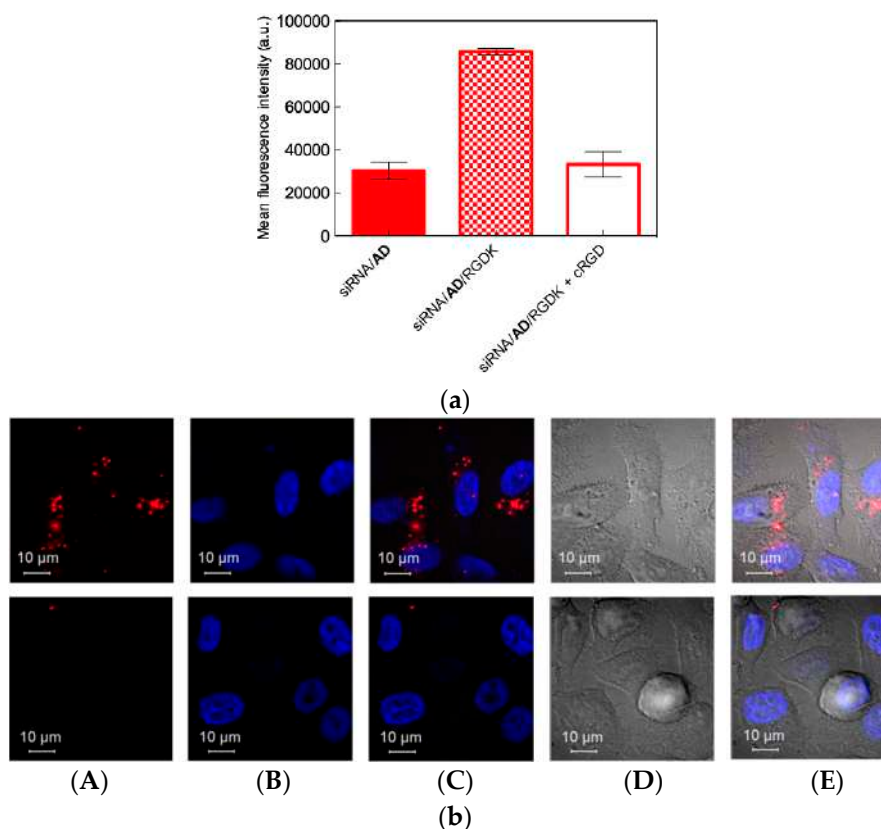 100000
80000
60000
40000
20000
0
Mean fluorescence intensity (a.u.)
siRNA/AD
siRNA/AD/RGDK
siRNA/AD/RGDK + cRGD
(a)
10 µm
10 µm
10 µm
10 µm
10 µm
10 µm
10 µm
10 µm
10 µm
10 µm
(A)
(B)
(C)
(D)
(E)
(b)